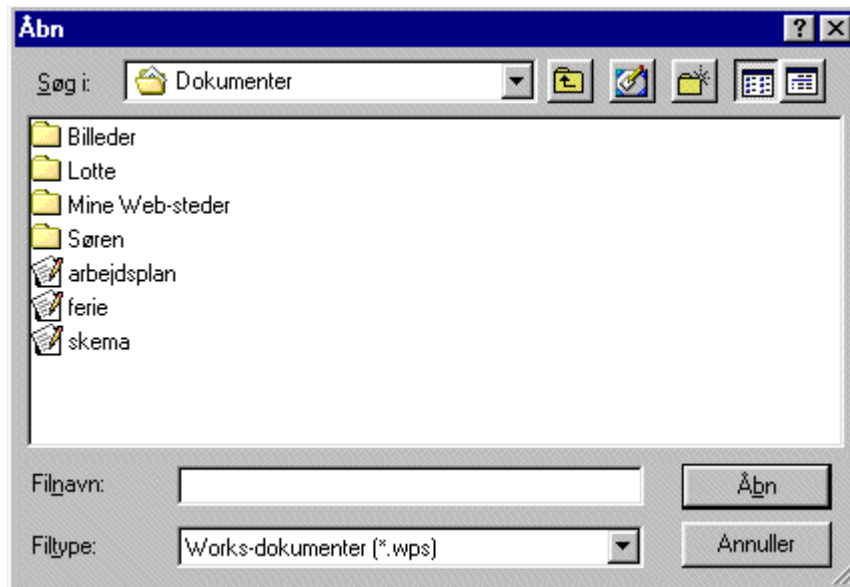 Åbn
Søg i: Dokumenter
Billeder
Lotte
Mine Web-steder
Søren
arbejdsplan
ferie
skema
Filnavn: Åbn
Filtype: Works-dokumenter (*.wps) Annuller